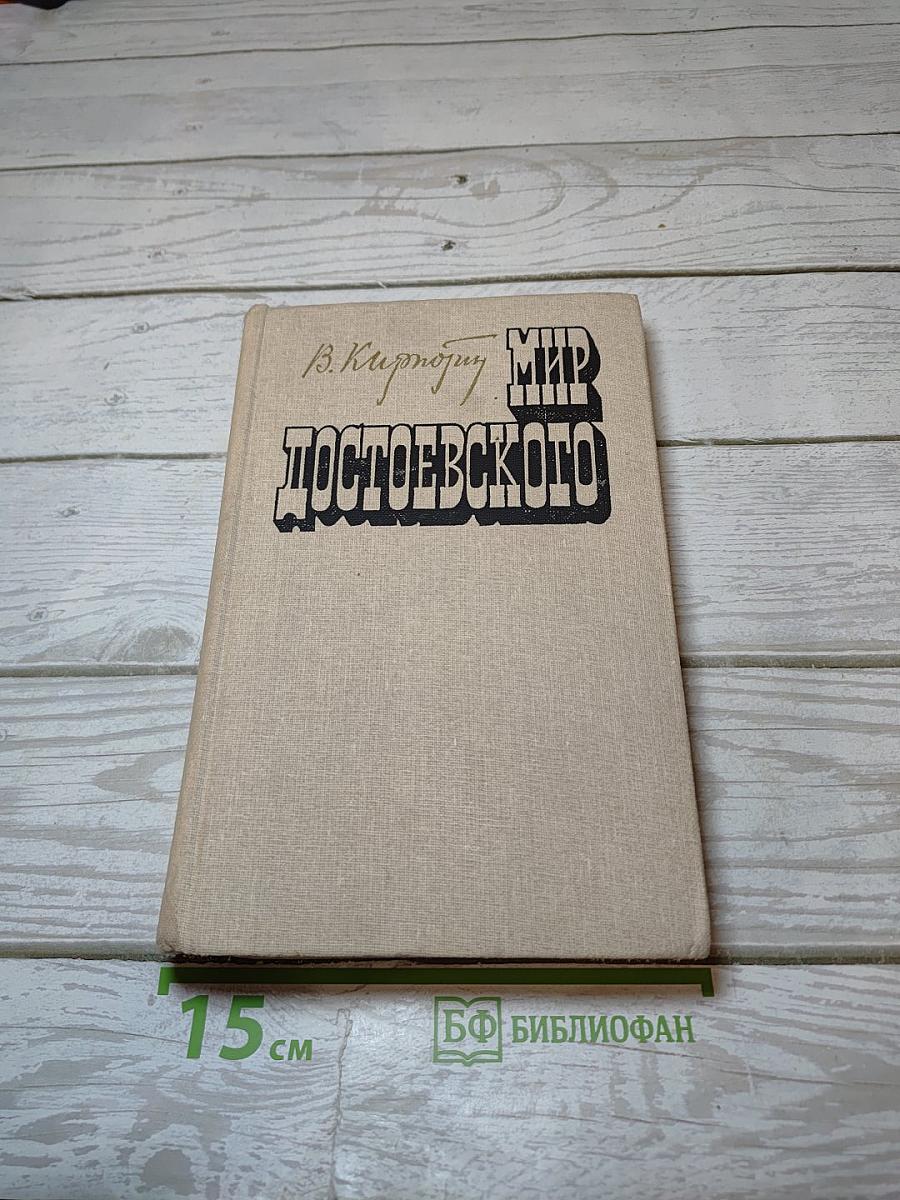 В. Кирпотин МИР
ДОСТОЕВСКОГО
15 см
БФ БИБЛИОФАН